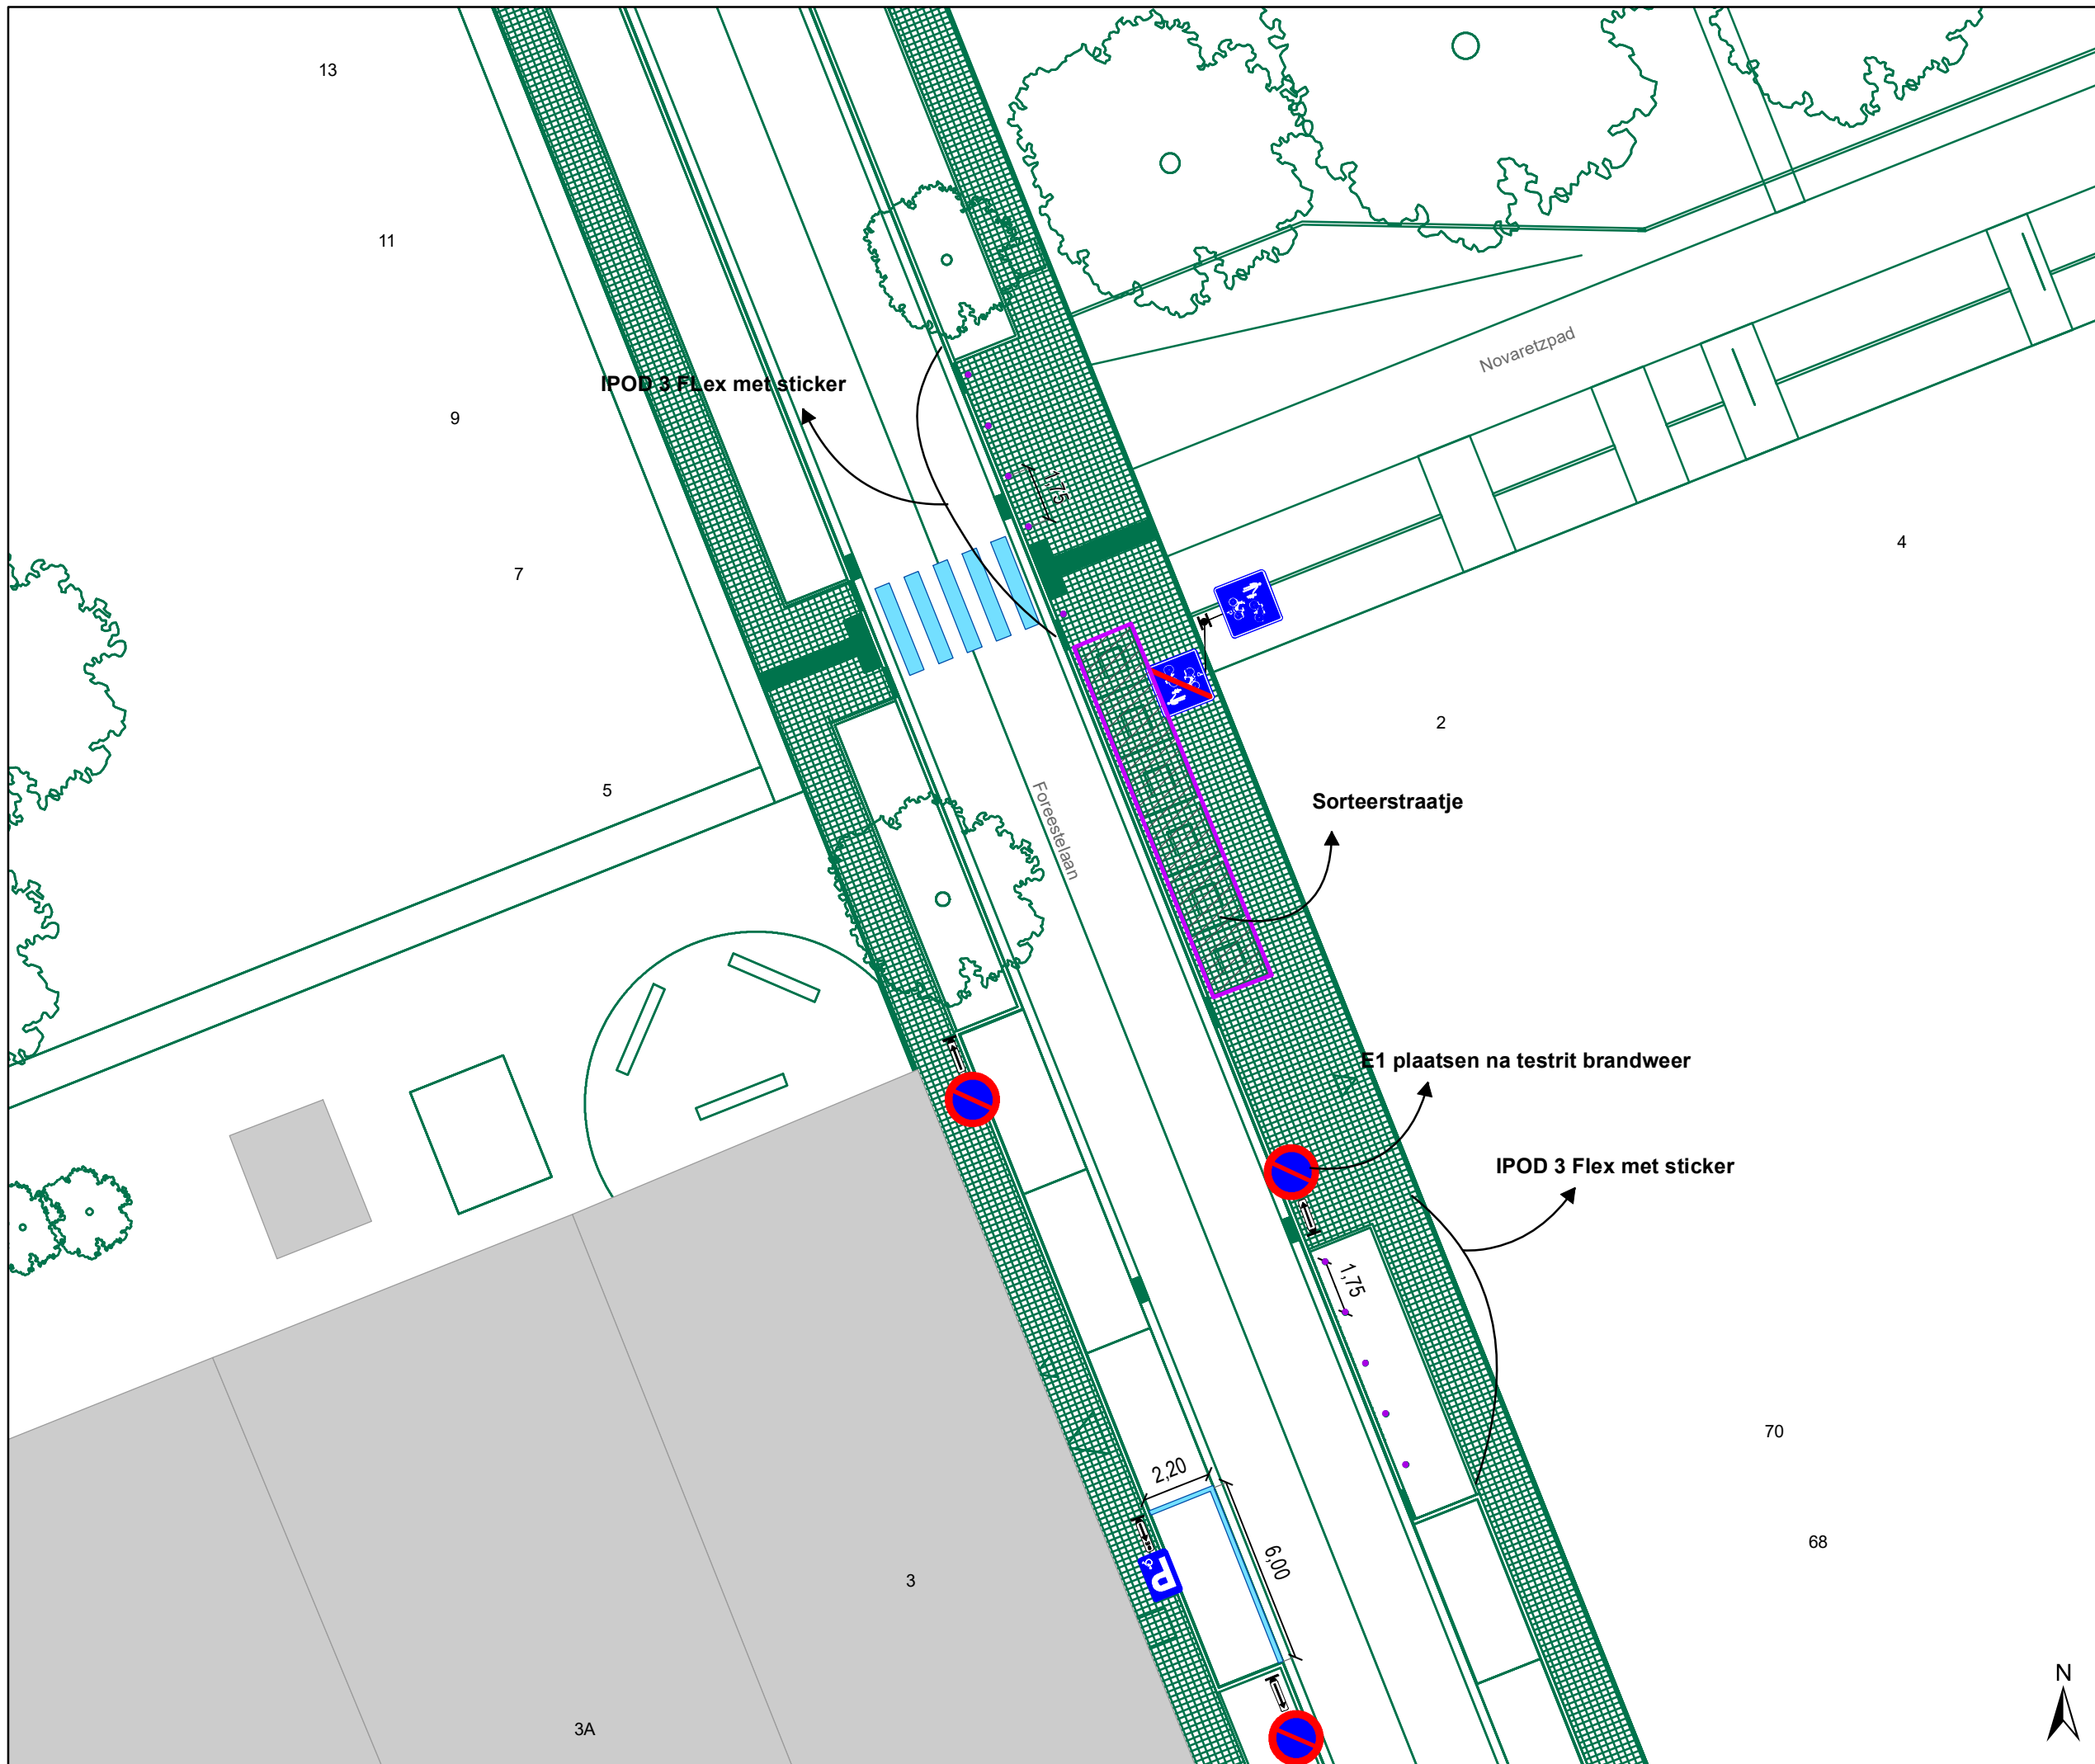 13
11
9
7
5
IPOD 3 FLex met sticker
1,75
Novaretzpad
4
2
Foreestelaan
Sorteerstraatje
E1 plaatsen na testrit brandweer
IPOD 3 Flex met sticker
1,75
70
68
2,20
6,00
P
3
3A
N